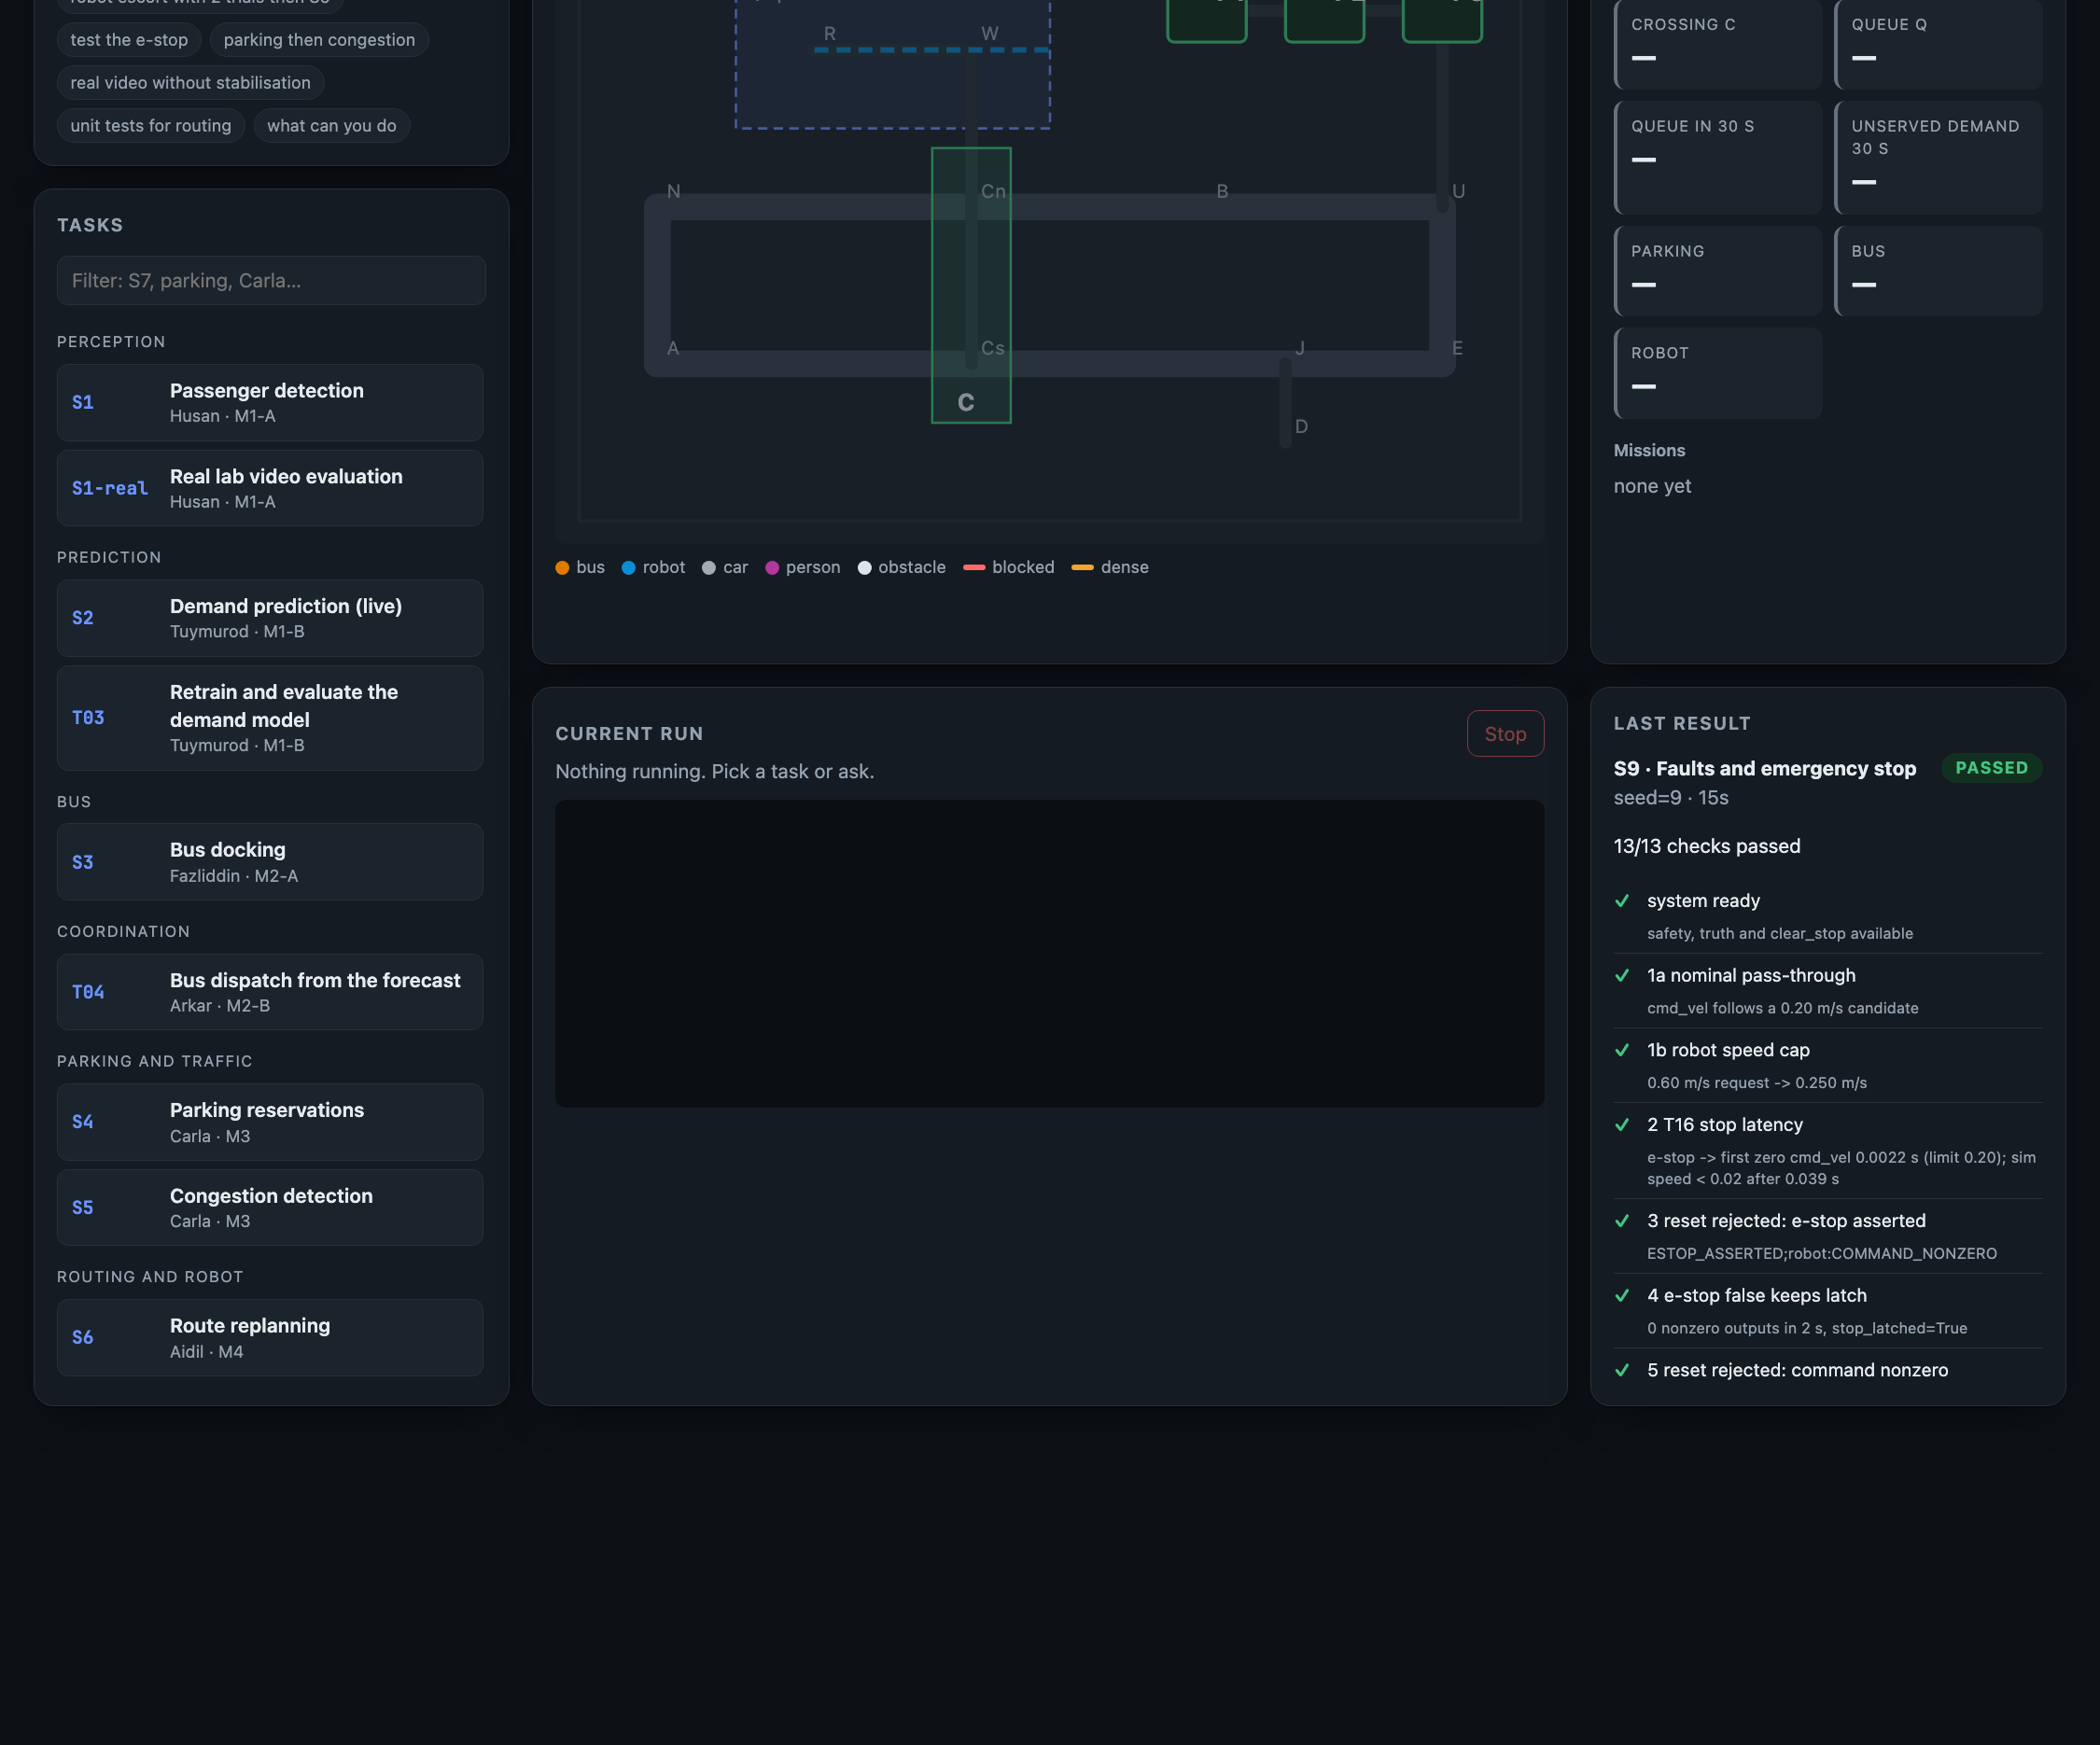 test the e-stop
parking then congestion
real video without stabilisation
unit tests for routing
what can you do
TASKS
Filter: S7, parking, Carla...
PERCEPTION
S1
Passenger detection
Husan · M1-A
S1-real
Real lab video evaluation
Husan · M1-A
PREDICTION
S2
Demand prediction (live)
Tuymurod · M1-B
T03
Retrain and evaluate the
demand model
Tuymurod · M1-B
BUS
S3
Bus docking
Fazliddin · M2-A
COORDINATION
T04
Bus dispatch from the forecast
Arkar · M2-B
PARKING AND TRAFFIC
S4
Parking reservations
Carla · M3
S5
Congestion detection
Carla · M3
ROUTING AND ROBOT
S6
Route replanning
Aidil · M4
R
W
N
Cn
B
U
A
Cs
J
E
C
D
bus
robot
car
person
obstacle
blocked
dense
CURRENT RUN
Stop
Nothing running. Pick a task or ask.
CROSSING C
—
QUEUE Q
—
QUEUE IN 30 S
—
UNSERVED DEMAND
30 S
—
PARKING
—
BUS
—
ROBOT
—
Missions
none yet
LAST RESULT
S9 · Faults and emergency stop
PASSED
seed=9 · 15s
13/13 checks passed
✓ system ready
safety, truth and clear_stop available
✓ 1a nominal pass-through
cmd_vel follows a 0.20 m/s candidate
✓ 1b robot speed cap
0.60 m/s request -> 0.250 m/s
✓ 2 T16 stop latency
e-stop -> first zero cmd_vel 0.0022 s (limit 0.20); sim
speed < 0.02 after 0.039 s
✓ 3 reset rejected: e-stop asserted
ESTOP_ASSERTED;robot:COMMAND_NONZERO
✓ 4 e-stop false keeps latch
0 nonzero outputs in 2 s, stop_latched=True
✓ 5 reset rejected: command nonzero